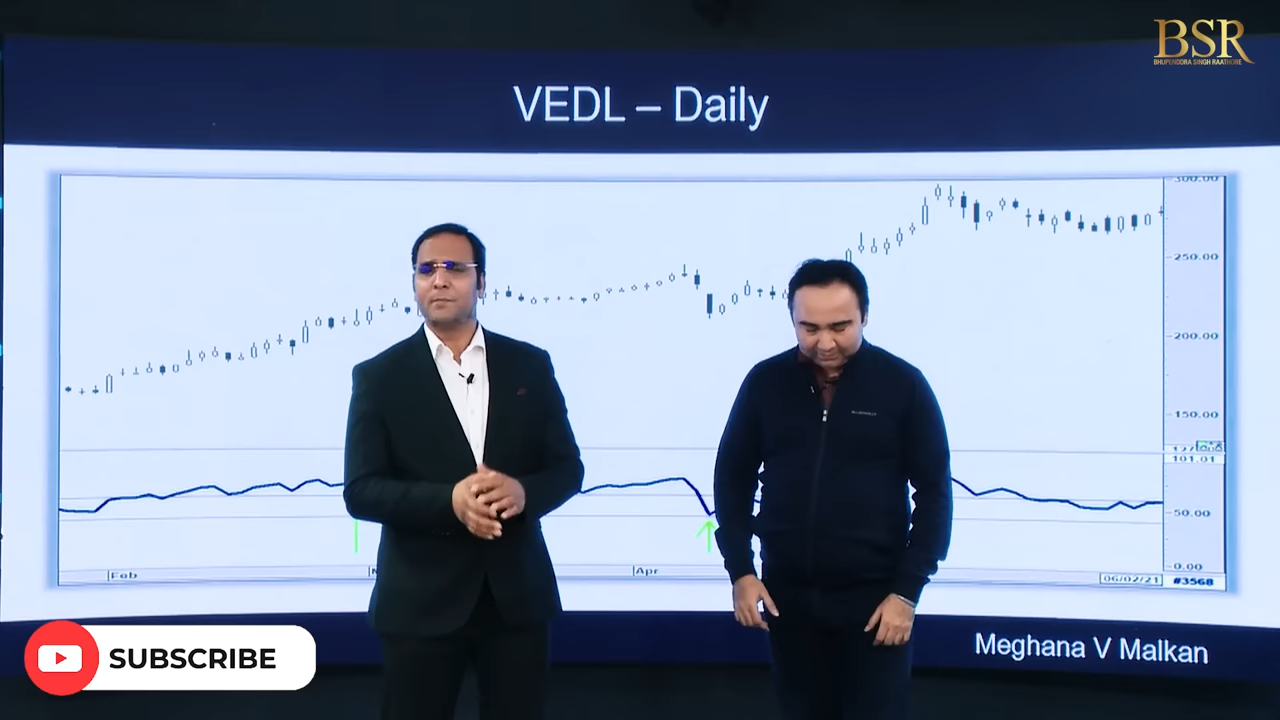 BSR
BHUPENDDRA SINGH RAATHORE
VEDL – Daily
300.00
250.00
200.00
150.00
101.01
50.00
0.00
Feb
Apr
06/02/21
#3568
SUBSCRIBE
Meghana V Malkan